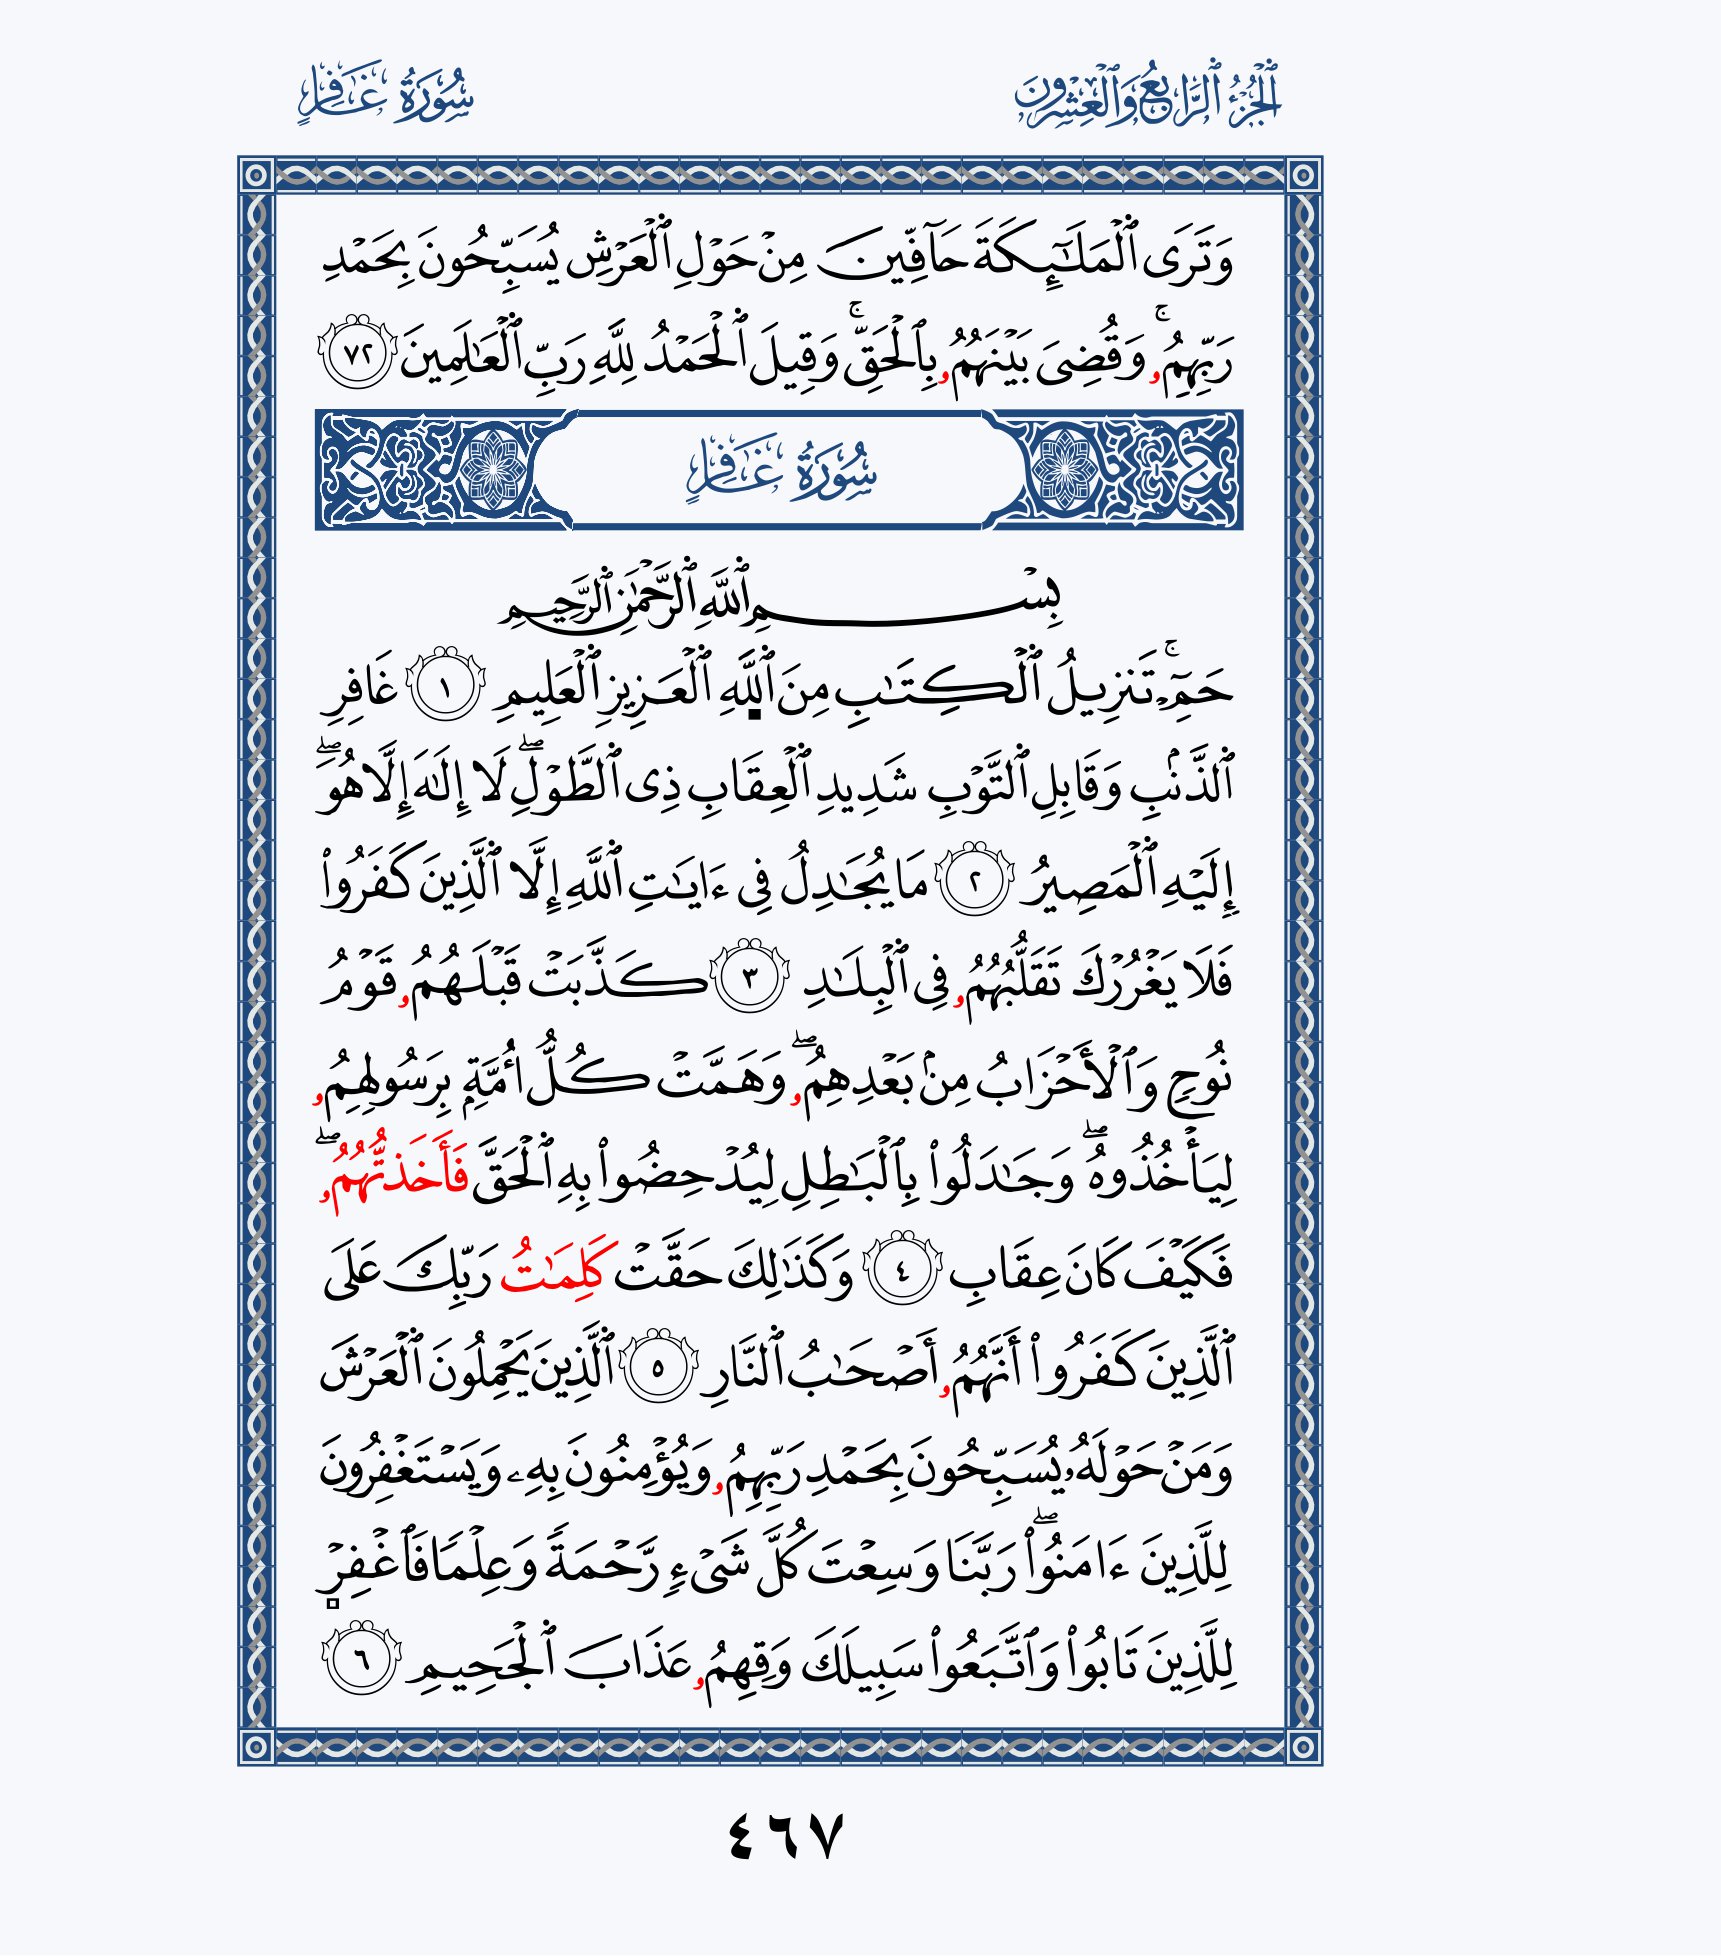 ٱلۡجُزۡءُ ٱلرَّابِعُ وَٱلۡعِشۡرُونَ
سُورَةُ غَافِرٍ
وَتَرَى ٱلۡمَلَـٰٓئِكَةَ حَآفِّينَ مِنۡ حَوۡلِ ٱلۡعَرۡشِ يُسَبِّحُونَ بِحَمۡدِ
رَبِّهِمُۥۚ وَقُضِىَ بَيۡنَهُمُۥ بِٱلۡحَقِّۚ وَقِيلَ ٱلۡحَمۡدُ لِلَّهِ رَبِّ ٱلۡعَـٰلَمِينَ ٧٢
سُورَةُ غَافِرٍ
بِسۡمِ ٱللَّهِ ٱلرَّحۡمَـٰنِ ٱلرَّحِيمِ
حَمِٓۚ تَنزِيلُ ٱلۡكِتَـٰبِ مِنَ ٱللَّهِ ٱلۡعَزِيزِ ٱلۡعَلِيمِ ١ غَافِرِ
ٱلذَّنۢبِ وَقَابِلِ ٱلتَّوۡبِ شَدِيدِ ٱلۡعِقَابِ ذِى ٱلطَّوۡلِۖ لَا إِلَـٰهَ إِلَّا هُوَۖ
إِلَيۡهِ ٱلۡمَصِيرُ ٢ مَا يُجَـٰدِلُ فِى ءَايَـٰتِ ٱللَّهِ إِلَّا ٱلَّذِينَ كَفَرُواْ
فَلَا يَغۡرُرۡكَ تَقَلُّبُهُمُۥ فِى ٱلۡبِلَـٰدِ ٣ كَذَّبَتۡ قَبۡلَهُمُۥ قَوۡمُ
نُوحٍ وَٱلۡأَحۡزَابُ مِنۢ بَعۡدِهِمُۥۖ وَهَمَّتۡ كُلُّ أُمَّةِۭ بِرَسُولِهِمُۥ
لِيَأۡخُذُوهُۖ وَجَـٰدَلُواْ بِٱلۡبَـٰطِلِ لِيُدۡحِضُواْ بِهِ ٱلۡحَقَّ فَأَخَذتُّهُمُۥۖ
فَكَيۡفَ كَانَ عِقَابِ ٤ وَكَذَٰلِكَ حَقَّتۡ كَلِمَـٰتُ رَبِّكَ عَلَى
ٱلَّذِينَ كَفَرُواْ أَنَّهُمُۥ أَصۡحَـٰبُ ٱلنَّارِ ٥ ٱلَّذِينَ يَحۡمِلُونَ ٱلۡعَرۡشَ
وَمَنۡ حَوۡلَهُۥ يُسَبِّحُونَ بِحَمۡدِ رَبِّهِمُۥ وَيُؤۡمِنُونَ بِهِۦ وَيَسۡتَغۡفِرُونَ
لِلَّذِينَ ءَامَنُواْۖ رَبَّنَا وَسِعۡتَ كُلَّ شَىۡءٍ رَّحۡمَةً وَعِلۡمًا فَٱغۡفِرۡ
لِلَّذِينَ تَابُواْ وَٱتَّبَعُواْ سَبِيلَكَ وَقِهِمُۥ عَذَابَ ٱلۡجَحِيمِ ٦
٤٦٧